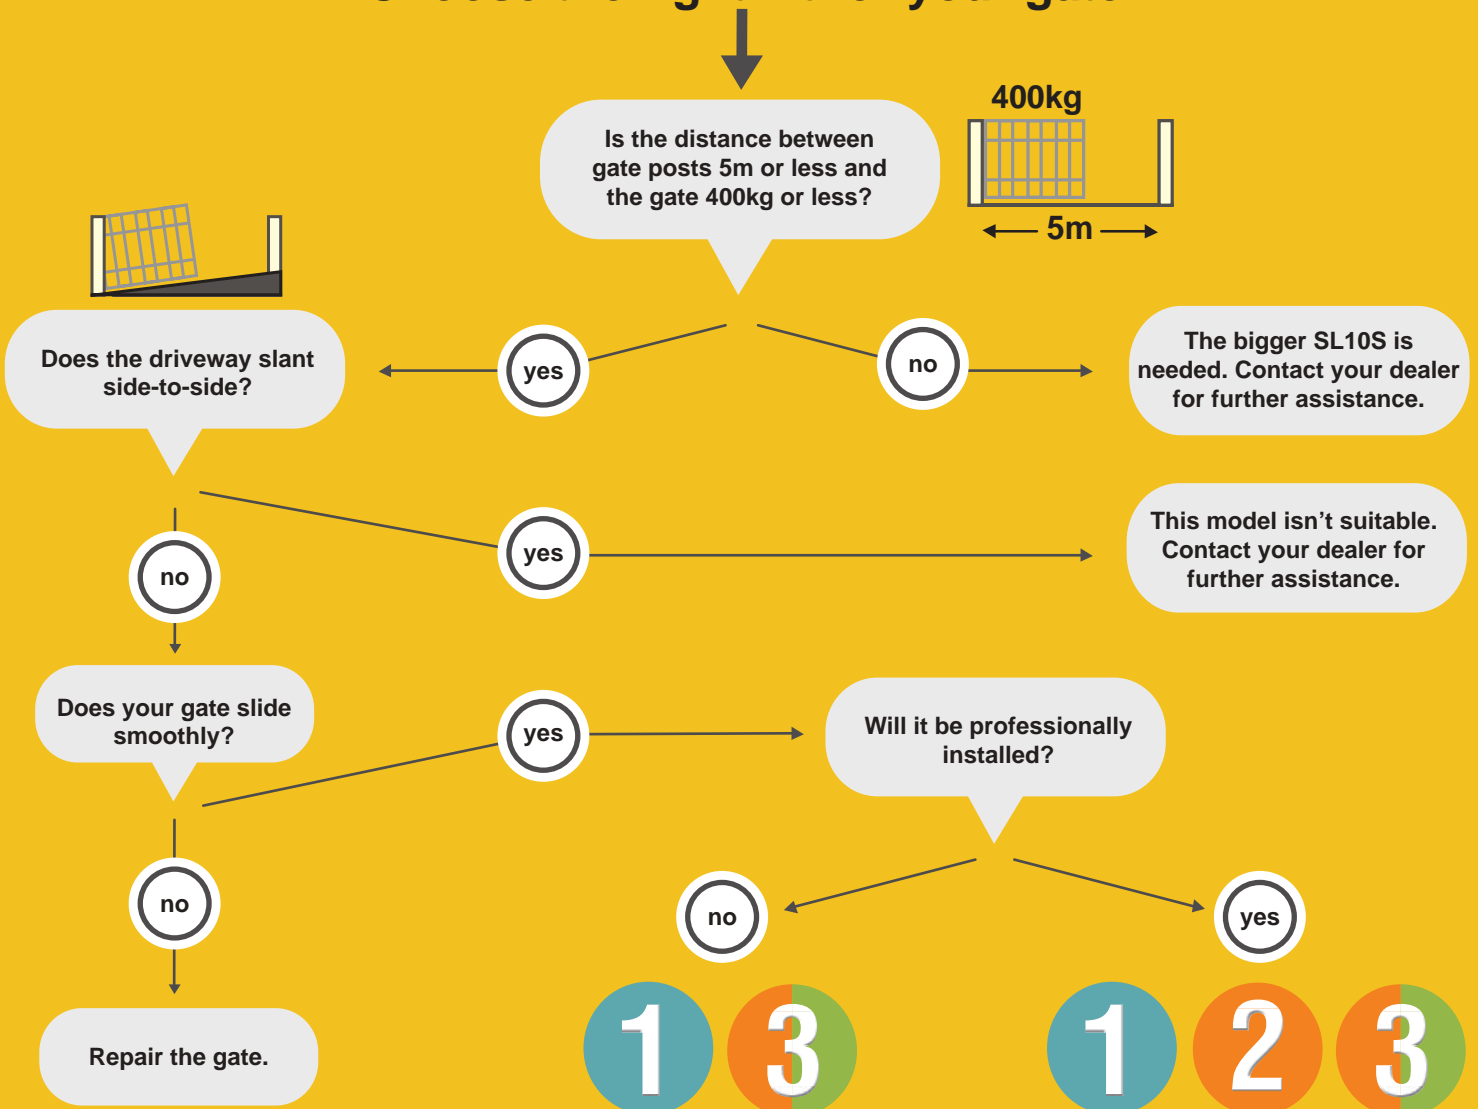 400kg
Is the distance between
gate posts 5m or less and
the gate 400kg or less?
5m
Does the driveway slant
side-to-side?
yes
no
The bigger SL10S is
needed. Contact your dealer
for further assistance.
yes
This model isn’t suitable.
Contact your dealer for
further assistance.
no
Does your gate slide
smoothly?
yes
Will it be professionally
installed?
no
no
yes
Repair the gate.
1 3
1 2 3